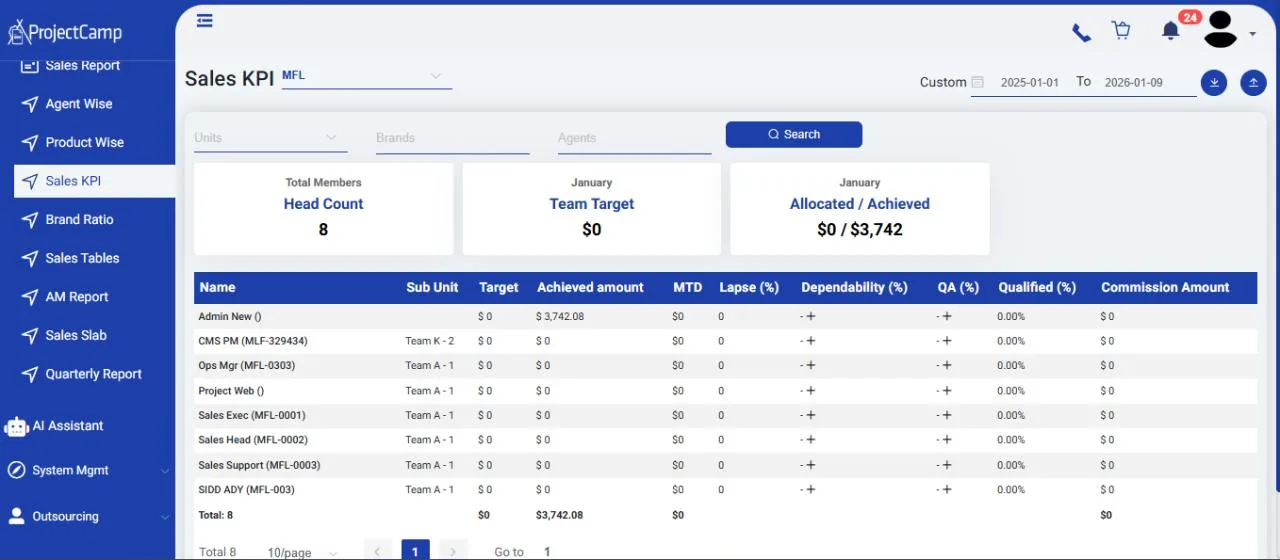 ProjectCamp
24
Sales Report
Agent Wise
Product Wise
Sales KPI
Brand Ratio
Sales Tables
AM Report
Sales Slab
Quarterly Report
AI Assistant
System Mgmt
Outsourcing
Sales KPI MFL
Custom 2025-01-01 To 2026-01-09
Units Brands Agents Search
Total Members
Head Count
8
January
Team Target
$0
January
Allocated / Achieved
$0 / $3,742
Name Sub Unit Target Achieved amount MTD Lapse (%) Dependability (%) QA (%) Qualified (%) Commission Amount
Admin New () $ 0 $ 3,742.08 $0 0 - + - + 0.00% $ 0
CMS PM (MLF-329434) Team K - 2 $ 0 $ 0 $0 0 - + - + 0.00% $ 0
Ops Mgr (MFL-0303) Team A - 1 $ 0 $ 0 $0 0 - + - + 0.00% $ 0
Project Web () Team A - 1 $ 0 $ 0 $0 0 - + - + 0.00% $ 0
Sales Exec (MFL-0001) Team A - 1 $ 0 $ 0 $0 0 - + - + 0.00% $ 0
Sales Head (MFL-0002) Team A - 1 $ 0 $ 0 $0 0 - + - + 0.00% $ 0
Sales Support (MFL-0003) Team A - 1 $ 0 $ 0 $0 0 - + - + 0.00% $ 0
SIDD ADY (MFL-003) Team A - 1 $ 0 $ 0 $0 0 - + - + 0.00% $ 0
Total: 8 $0 $3,742.08 $0 $0
Total 8 10/page < 1 > Go to 1